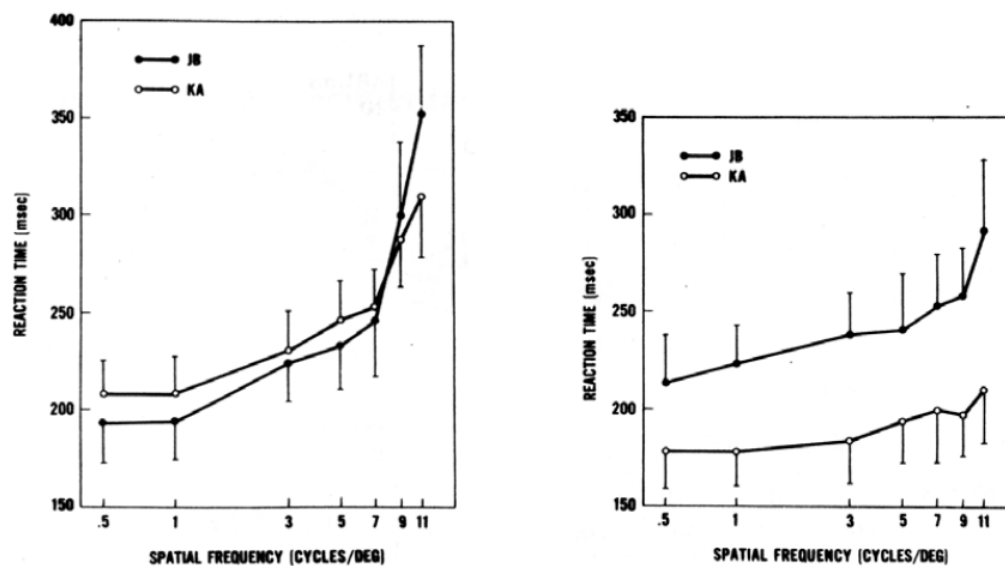 400
350
300
250
200
150
REACTION TIME (msec)
JB
KA
.5 1 3 5 7 9 11
SPATIAL FREQUENCY (CYCLES/DEG)
350
300
250
200
150
REACTION TIME (msec)
JB
KA
.5 1 3 5 7 9 11
SPATIAL FREQUENCY (CYCLES/DEG)